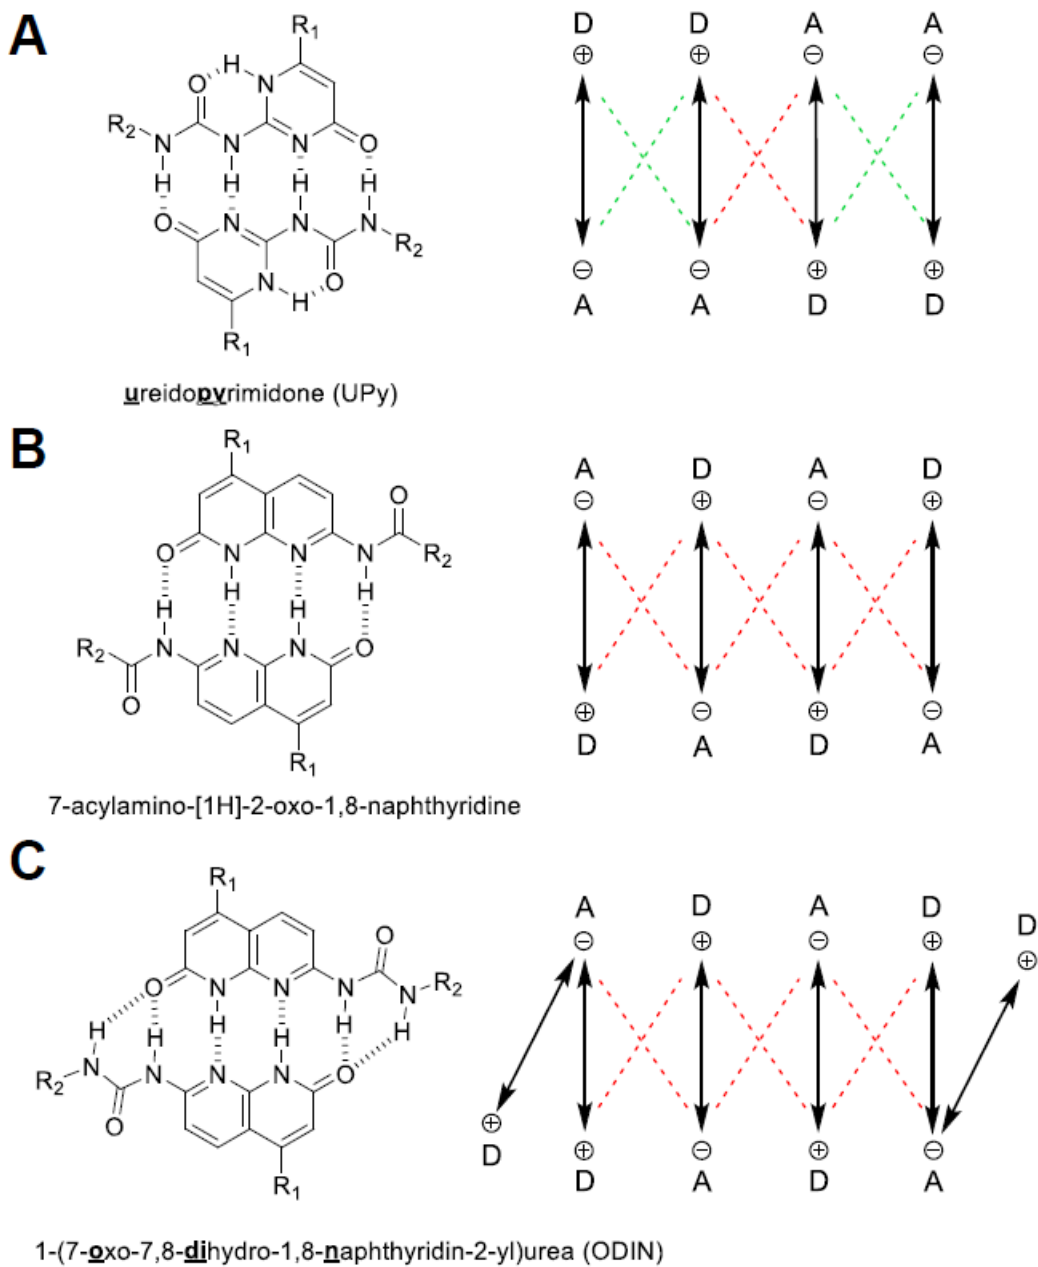 A
D D A A
⊕ ⊕ ⊖ ⊖
R1
O H N
R2 N N N O
H H H H
H H H H
O N N N R2
N H O
R1
⊖ ⊖ ⊕ ⊕
A A D D
ureidopyrimidone (UPy)
B
A D A D
⊖ ⊕ ⊖ ⊕
R1
O
O N N N R2
H H
H H
R2 N N N O
O
R1
⊕ ⊖ ⊕ ⊖
D A D A
7-acylamino-[1H]-2-oxo-1,8-naphthyridine
C
A D A D D
⊖ ⊕ ⊖ ⊕ ⊕
R1
O
O N N N N R2
H H H H
H H
R2 N N N N O
O
R1
⊕ ⊕ ⊖ ⊕ ⊖
D D A D A
1-(7-oxo-7,8-dihydro-1,8-naphthyridin-2-yl)urea (ODIN)